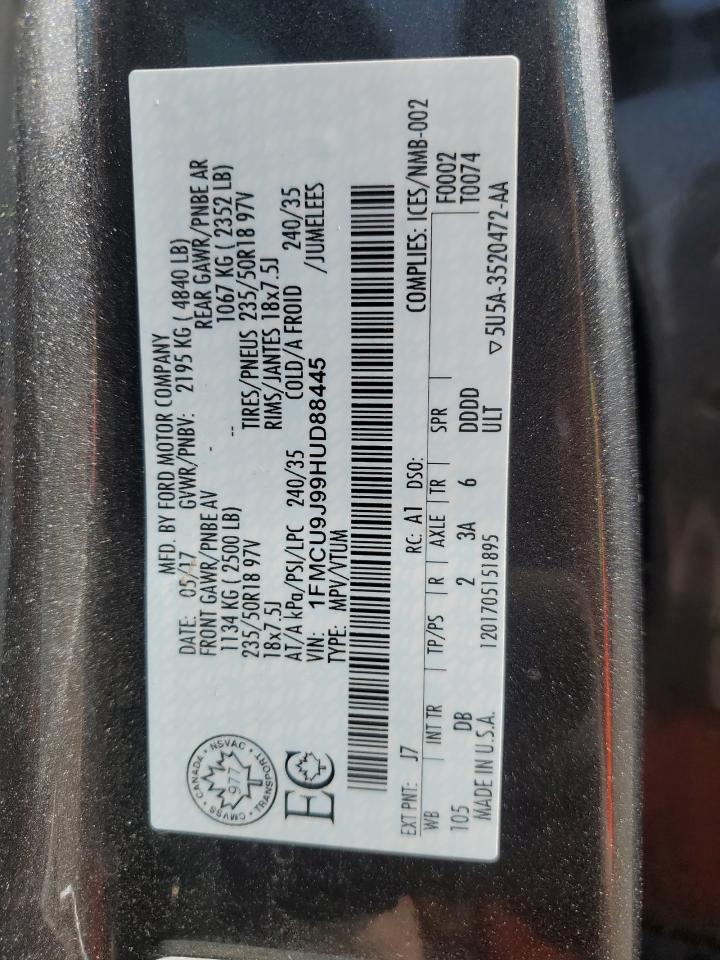 MFD. BY FORD MOTOR COMPANY
DATE: 05/17 GVWR/PNBV: 2195 KG ( 4840 LB)
FRONT GAWR/PNBE AV REAR GAWR/PNBE AR
1134 KG ( 2500 LB) -- 1067 KG ( 2352 LB)
235/50R18 97V -- TIRES/PNEUS 235/50R18 97V
18x7.5J RIMS/JANTES 18x7.5J
AT/A kPa/PSI/LPC 240/35 COLD/A FROID 240/35
VIN: 1FMCU9J99HUD88445 /JUMELEES
TYPE: MPV/VTUM
CANADA • NSVAC • TRANSPORT • CMVSS •
977
EC
COMPLIES: ICES/NMB-002
EXT PNT: J7 RC: A1 DSO: F0002
WB INT TR TP/PS R AXLE TR SPR T0074
105 DB 2 3A 6 DDDD
MADE IN U.S.A. 1201705151895 ULT ▽ 5U5A-3520472-AA